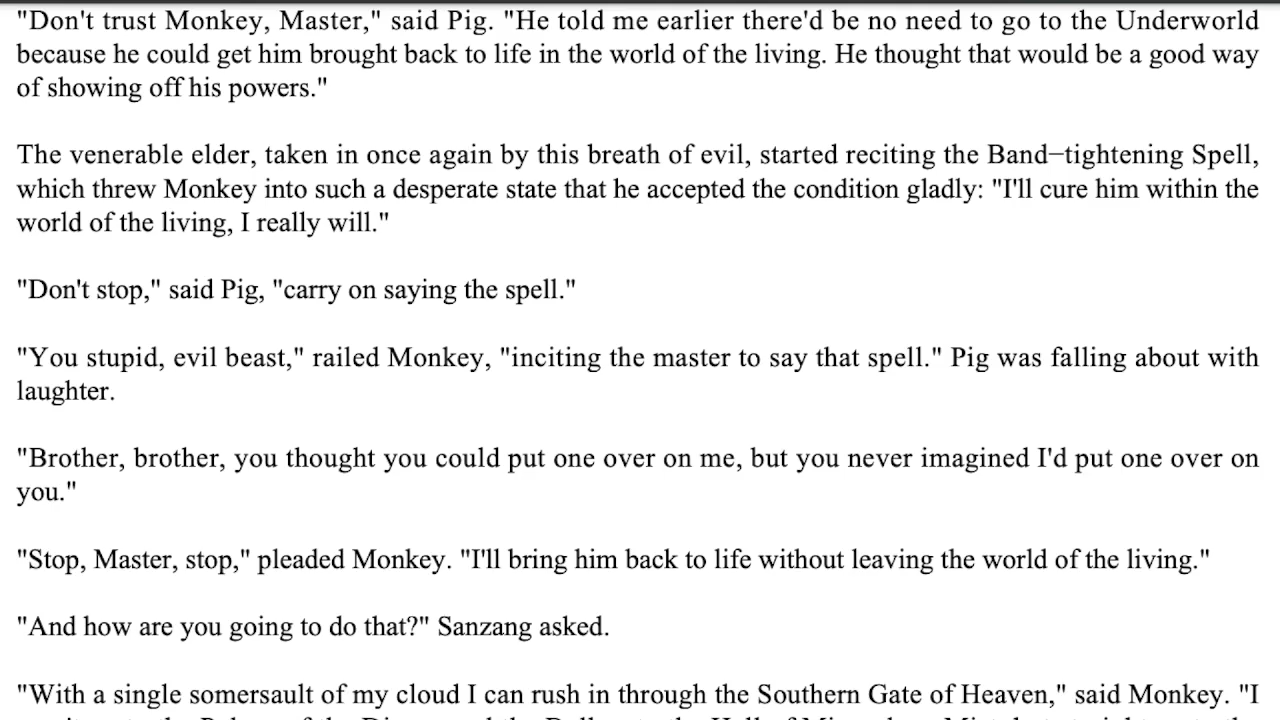 "Don't trust Monkey, Master," said Pig. "He told me earlier there'd be no need to go to the Underworld
because he could get him brought back to life in the world of the living. He thought that would be a good way
of showing off his powers."
The venerable elder, taken in once again by this breath of evil, started reciting the Band−tightening Spell,
which threw Monkey into such a desperate state that he accepted the condition gladly: "I'll cure him within the
world of the living, I really will."
"Don't stop," said Pig, "carry on saying the spell."
"You stupid, evil beast," railed Monkey, "inciting the master to say that spell." Pig was falling about with
laughter.
"Brother, brother, you thought you could put one over on me, but you never imagined I'd put one over on
you."
"Stop, Master, stop," pleaded Monkey. "I'll bring him back to life without leaving the world of the living."
"And how are you going to do that?" Sanzang asked.
"With a single somersault of my cloud I can rush in through the Southern Gate of Heaven," said Monkey. "I